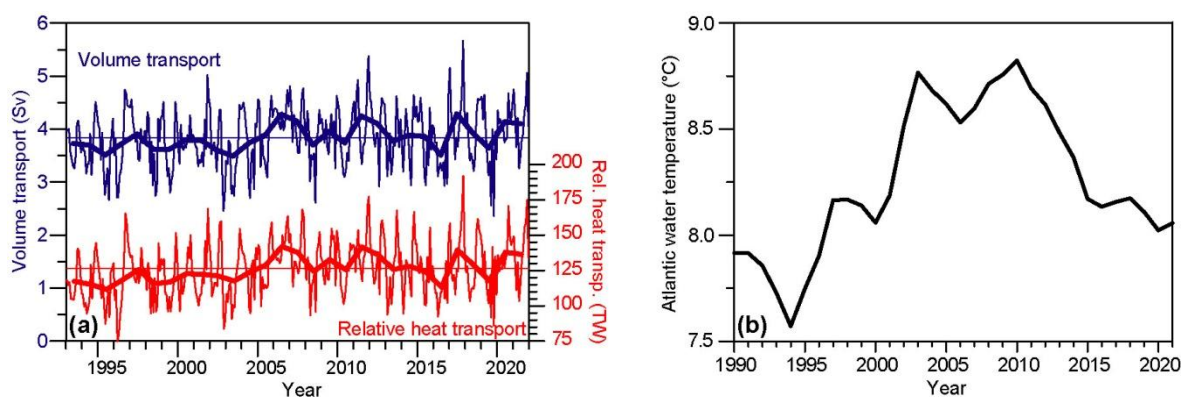 6
5
4
3
2
1
0
Volume transport (Sv)
Volume transport
200
175
150
125
100
75
Rel. heat transp. (TW)
Relative heat transport
(a)
1995 2000 2005 2010 2015 2020
Year
9.0
8.5
8.0
7.5
Atlantic water temperature (°C)
(b)
1990 1995 2000 2005 2010 2015 2020
Year